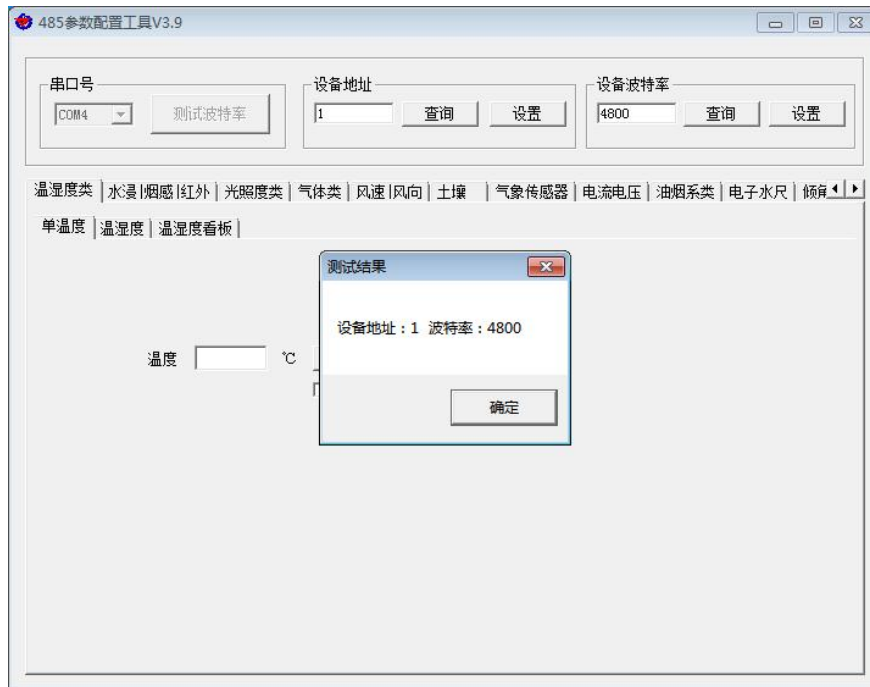 485参数配置工具V3.9
串口号
设备地址
设备波特率
COM4
测试波特率
1
查询
设置
4800
查询
设置
温湿度类 水浸|烟感|红外 光照度类 气体类 风速|风向 土壤 气象传感器 电流电压 油烟系类 电子水尺
单温度 温湿度 温湿度看板
测试结果
设备地址：1 波特率：4800
温度
℃
确定